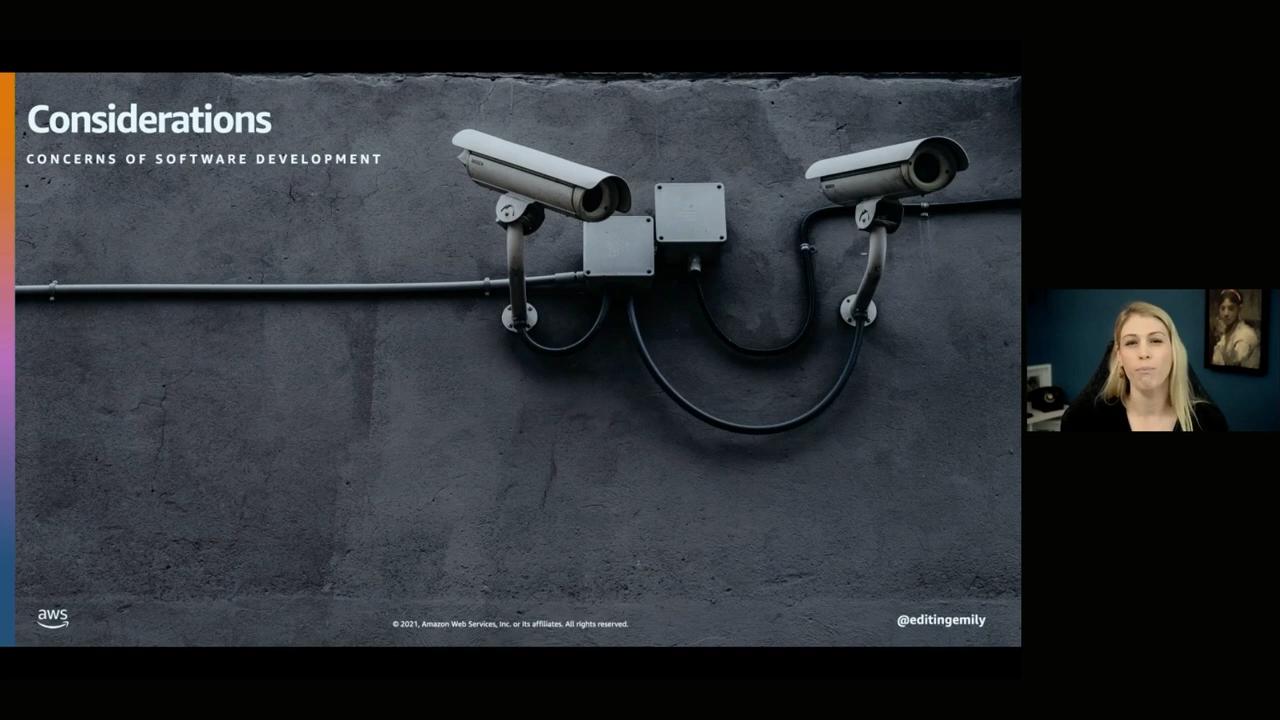 Considerations
CONCERNS OF SOFTWARE DEVELOPMENT
aws
© 2021, Amazon Web Services, Inc. or its affiliates. All rights reserved.
@editingemily